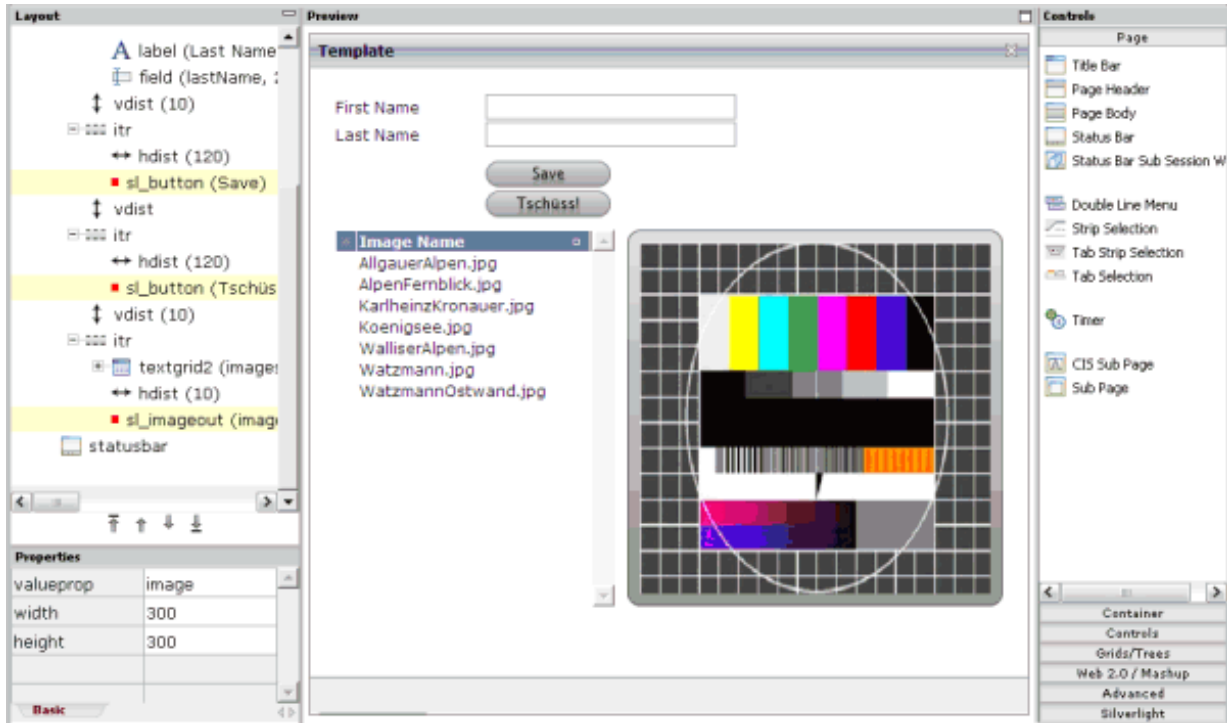 Layout
label (Last Name
field (lastName, 2
vdist (10)
itr
hdist (120)
sl_button (Save)
vdist
itr
hdist (120)
sl_button (Tschüs
vdist (10)
itr
textgrid2 (images
hdist (10)
sl_imageout (imag
statusbar
Properties
valueprop image
width 300
height 300
Basic
Preview
Template
First Name
Last Name
Save
Tschüss!
Image Name
AllgauerAlpen.jpg
AlpenFernblick.jpg
KarlheinzKronauer.jpg
Koenigsee.jpg
WalliserAlpen.jpg
Watzmann.jpg
WatzmannOstwand.jpg
Controls
Page
Title Bar
Page Header
Page Body
Status Bar
Status Bar Sub Session W
Double Line Menu
Strip Selection
Tab Strip Selection
Tab Selection
Timer
CIS Sub Page
Sub Page
Container
Controls
Grids/Trees
Web 2.0 / Mashup
Advanced
Silverlight